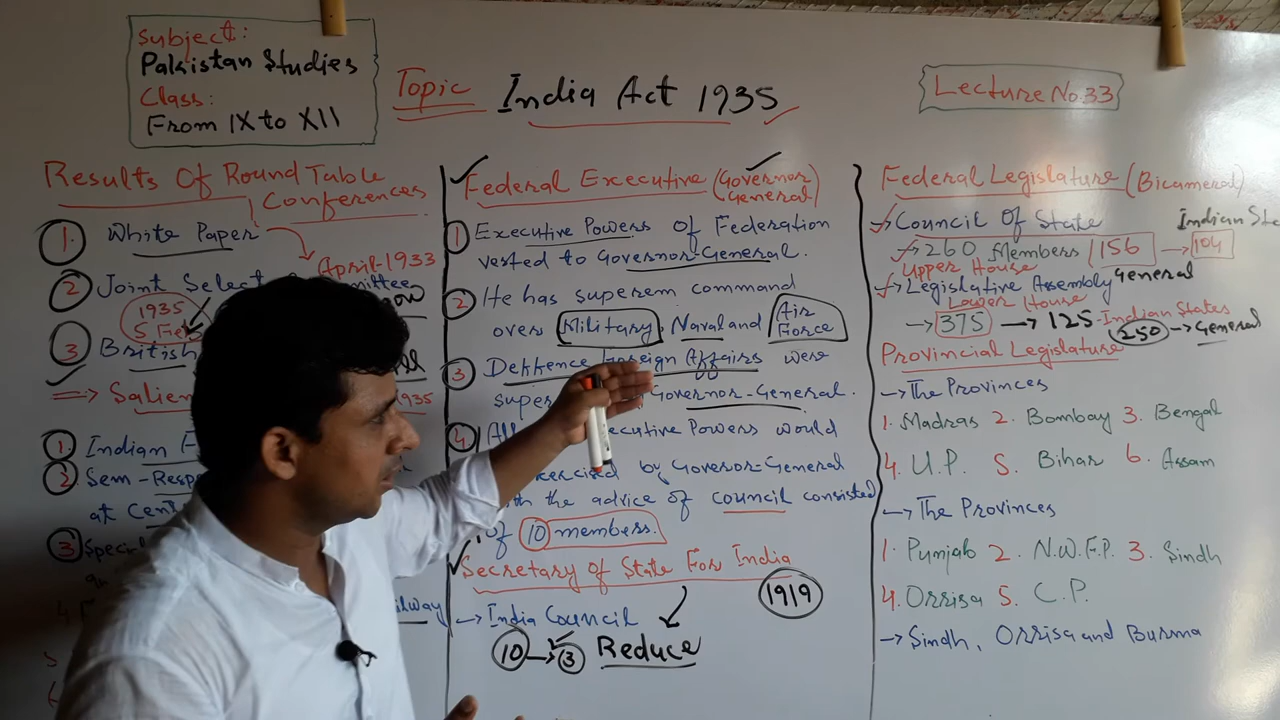 Subject:
Pakistan Studies
Class:
From IX to XII
Topic India Act 1935
Lecture No.33
Results Of Round Table
Conferences
1. White Paper
April-1933
2 Joint Select
1935
3 British
=> Salien
1935
1 Indian
2 Sem-Resp
at Cent
3 Speci
Railway
Federal Executive (Governor
General)
1 Executive Powers of Federation
vested to Governor-General.
2 He has superem command
overs Military, Naval and Air
Force
3 Deffence Foreign Affairs were
super Governor-General.
4 All Executive Powers would
exercised by Goveror-General
with the advice of council consisted
of 10 members.
Secretary of State For India
→ India Council
1919
10 → 3 Reduce
Federal Legislature (Bicameral)
→ Council Of State
Indian Sta
→ 260 Members / 156 → 104
Upper House
→ Legislative Assembly General
Lower House
→ 375 → 125-Indian States
250 → General
Provincial Legislature
→ The Provinces
1. Madras 2. Bombay 3. Bengal
4. U.P. 5. Bihar 6. Assam
→ The Provinces
1. Punjab 2. N.W.F.P. 3. Sindh
4. Orrisa 5. C.P.
→ Sindh, Orrisa and Burma